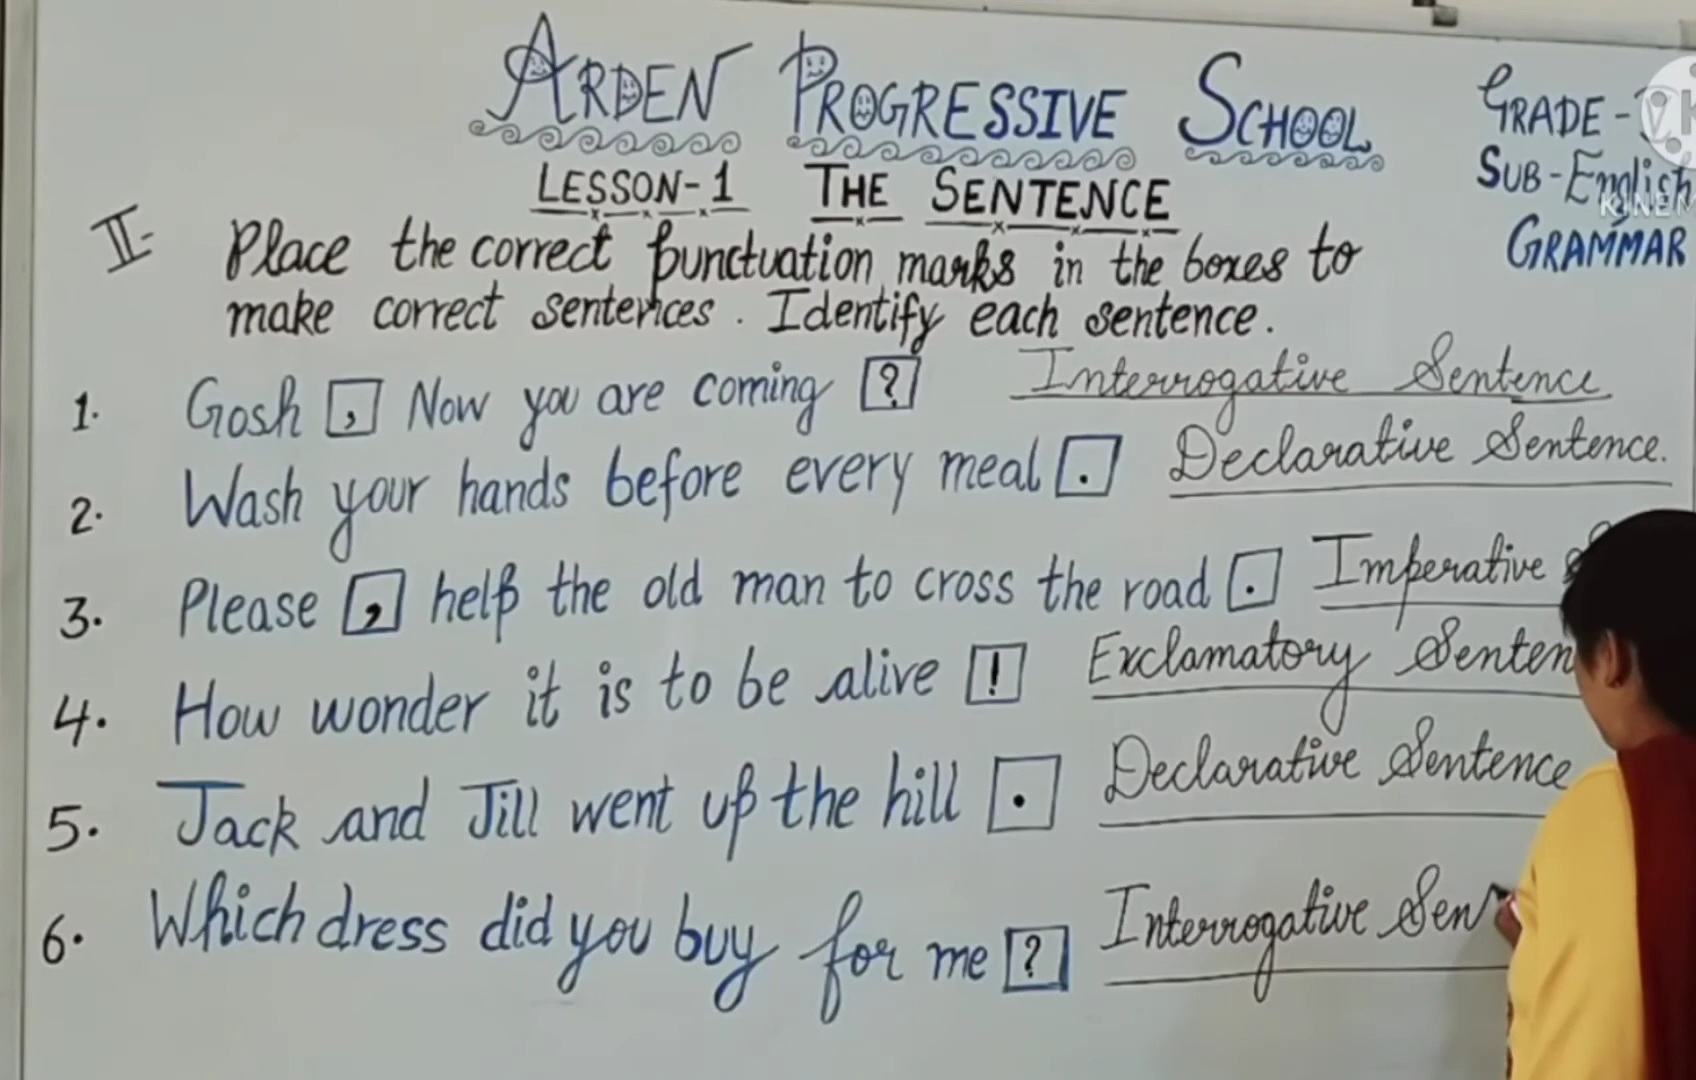 ARDEN PROGRESSIVE SCHOOL
GRADE -
SUB - English
GRAMMAR
LESSON-1 THE SENTENCE
II- Place the correct punctuation marks in the boxes to
make correct sentences. Identify each sentence.
1. Gosh , Now you are coming ? Interrogative Sentence
2. Wash your hands before every meal . Declarative Sentence.
3. Please , help the old man to cross the road . Imperative
4. How wonder it is to be alive ! Exclamatory Senten
5. Jack and Jill went up the hill . Declarative Sentence
6. Which dress did you buy for me ? Interrogative Sen